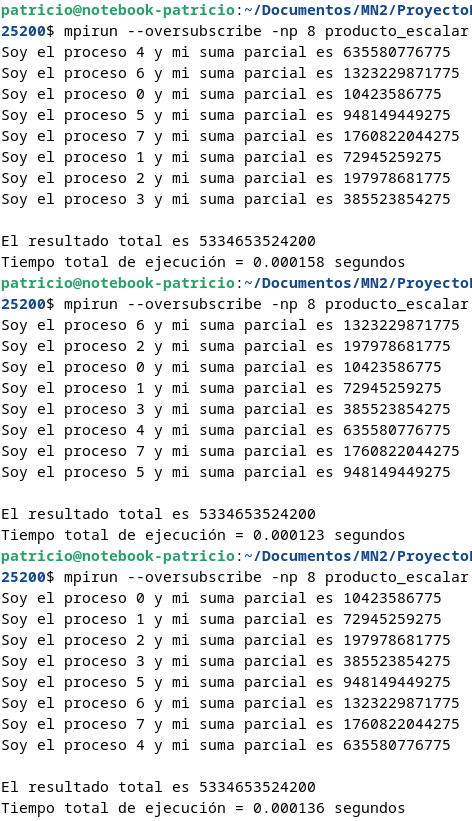 patricio@notebook-patricio:~/Documentos/MN2/Proyecto
25200$ mpirun --oversubscribe -np 8 producto_escalar
Soy el proceso 4 y mi suma parcial es 635580776775
Soy el proceso 6 y mi suma parcial es 1323229871775
Soy el proceso 0 y mi suma parcial es 10423586775
Soy el proceso 5 y mi suma parcial es 948149449275
Soy el proceso 7 y mi suma parcial es 1760822044275
Soy el proceso 1 y mi suma parcial es 72945259275
Soy el proceso 2 y mi suma parcial es 197978681775
Soy el proceso 3 y mi suma parcial es 385523854275

El resultado total es 5334653524200
Tiempo total de ejecución = 0.000158 segundos
patricio@notebook-patricio:~/Documentos/MN2/Proyecto
25200$ mpirun --oversubscribe -np 8 producto_escalar
Soy el proceso 6 y mi suma parcial es 1323229871775
Soy el proceso 2 y mi suma parcial es 197978681775
Soy el proceso 0 y mi suma parcial es 10423586775
Soy el proceso 1 y mi suma parcial es 72945259275
Soy el proceso 3 y mi suma parcial es 385523854275
Soy el proceso 4 y mi suma parcial es 635580776775
Soy el proceso 7 y mi suma parcial es 1760822044275
Soy el proceso 5 y mi suma parcial es 948149449275

El resultado total es 5334653524200
Tiempo total de ejecución = 0.000123 segundos
patricio@notebook-patricio:~/Documentos/MN2/Proyecto
25200$ mpirun --oversubscribe -np 8 producto_escalar
Soy el proceso 0 y mi suma parcial es 10423586775
Soy el proceso 1 y mi suma parcial es 72945259275
Soy el proceso 2 y mi suma parcial es 197978681775
Soy el proceso 3 y mi suma parcial es 385523854275
Soy el proceso 5 y mi suma parcial es 948149449275
Soy el proceso 6 y mi suma parcial es 1323229871775
Soy el proceso 7 y mi suma parcial es 1760822044275
Soy el proceso 4 y mi suma parcial es 635580776775

El resultado total es 5334653524200
Tiempo total de ejecución = 0.000136 segundos